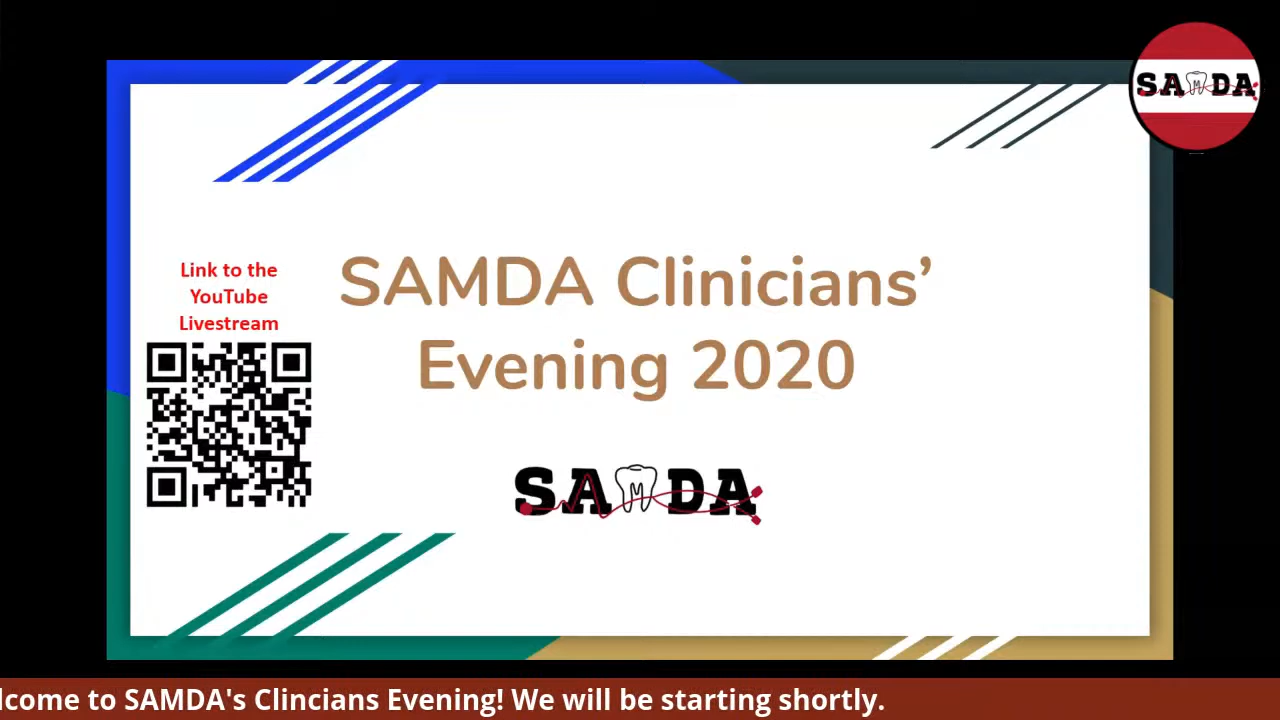 SAMDA
Link to the
YouTube
Livestream
SAMDA Clinicians’
Evening 2020
SAMDA
lcome to SAMDA's Clincians Evening! We will be starting shortly.